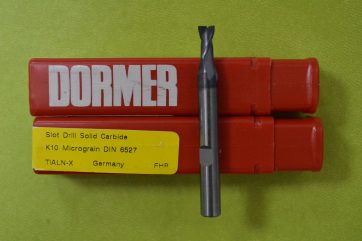 DORMER
Slot Drill Solid Carbide
K10 Micrograin DIN 6527
TIALN-X Germany FHR